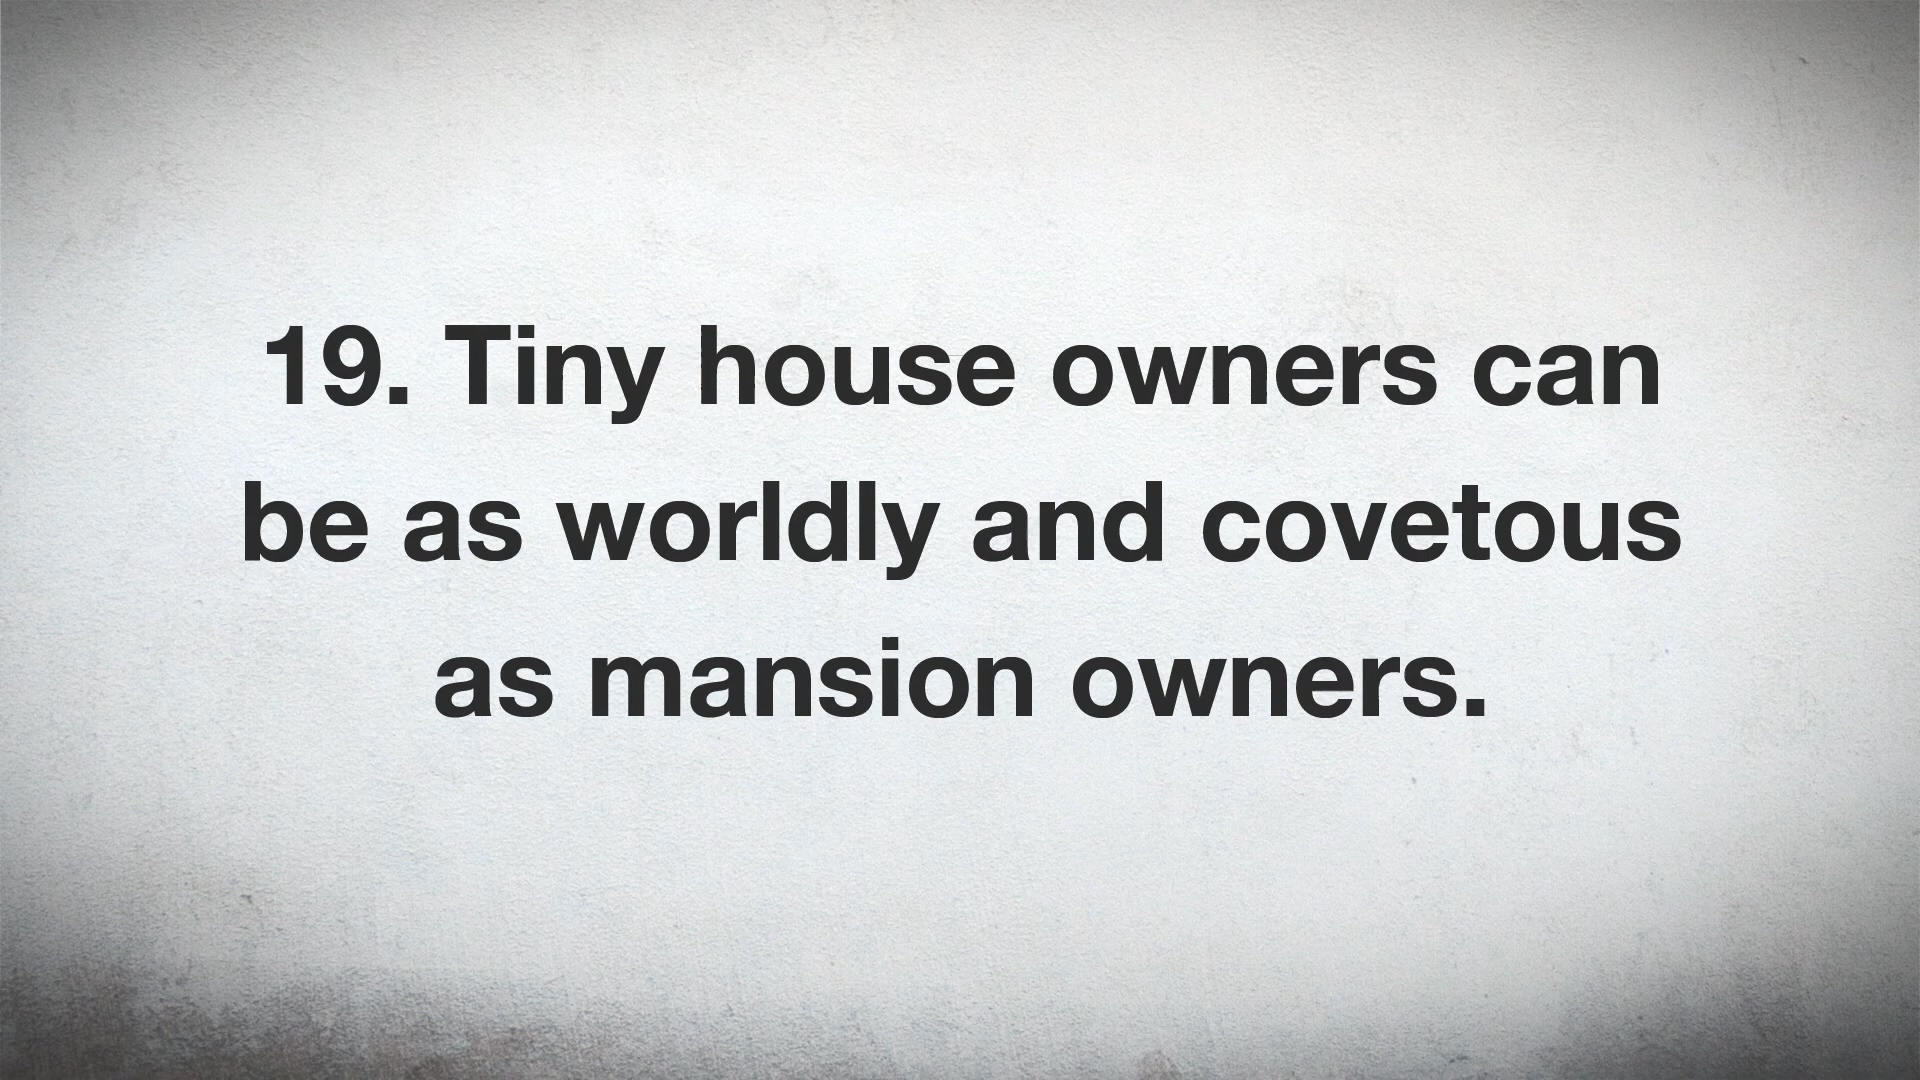 19. Tiny house owners can
be as worldly and covetous
as mansion owners.